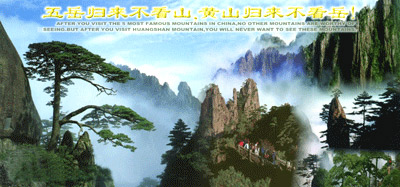 五岳归来不看山,黄山归来不看岳!
AFTER YOU VISIT THE 5 MOST FAMOUS MOUNTAINS IN CHINA,NO OTHER MOUNTAINS ARE WORTHY OF
SEEING.BUT AFTER YOU VISIT HUANGSHAN MOUNTAIN,YOU WILL NEVER WANT TO SEE THESE MOUNTAINS!